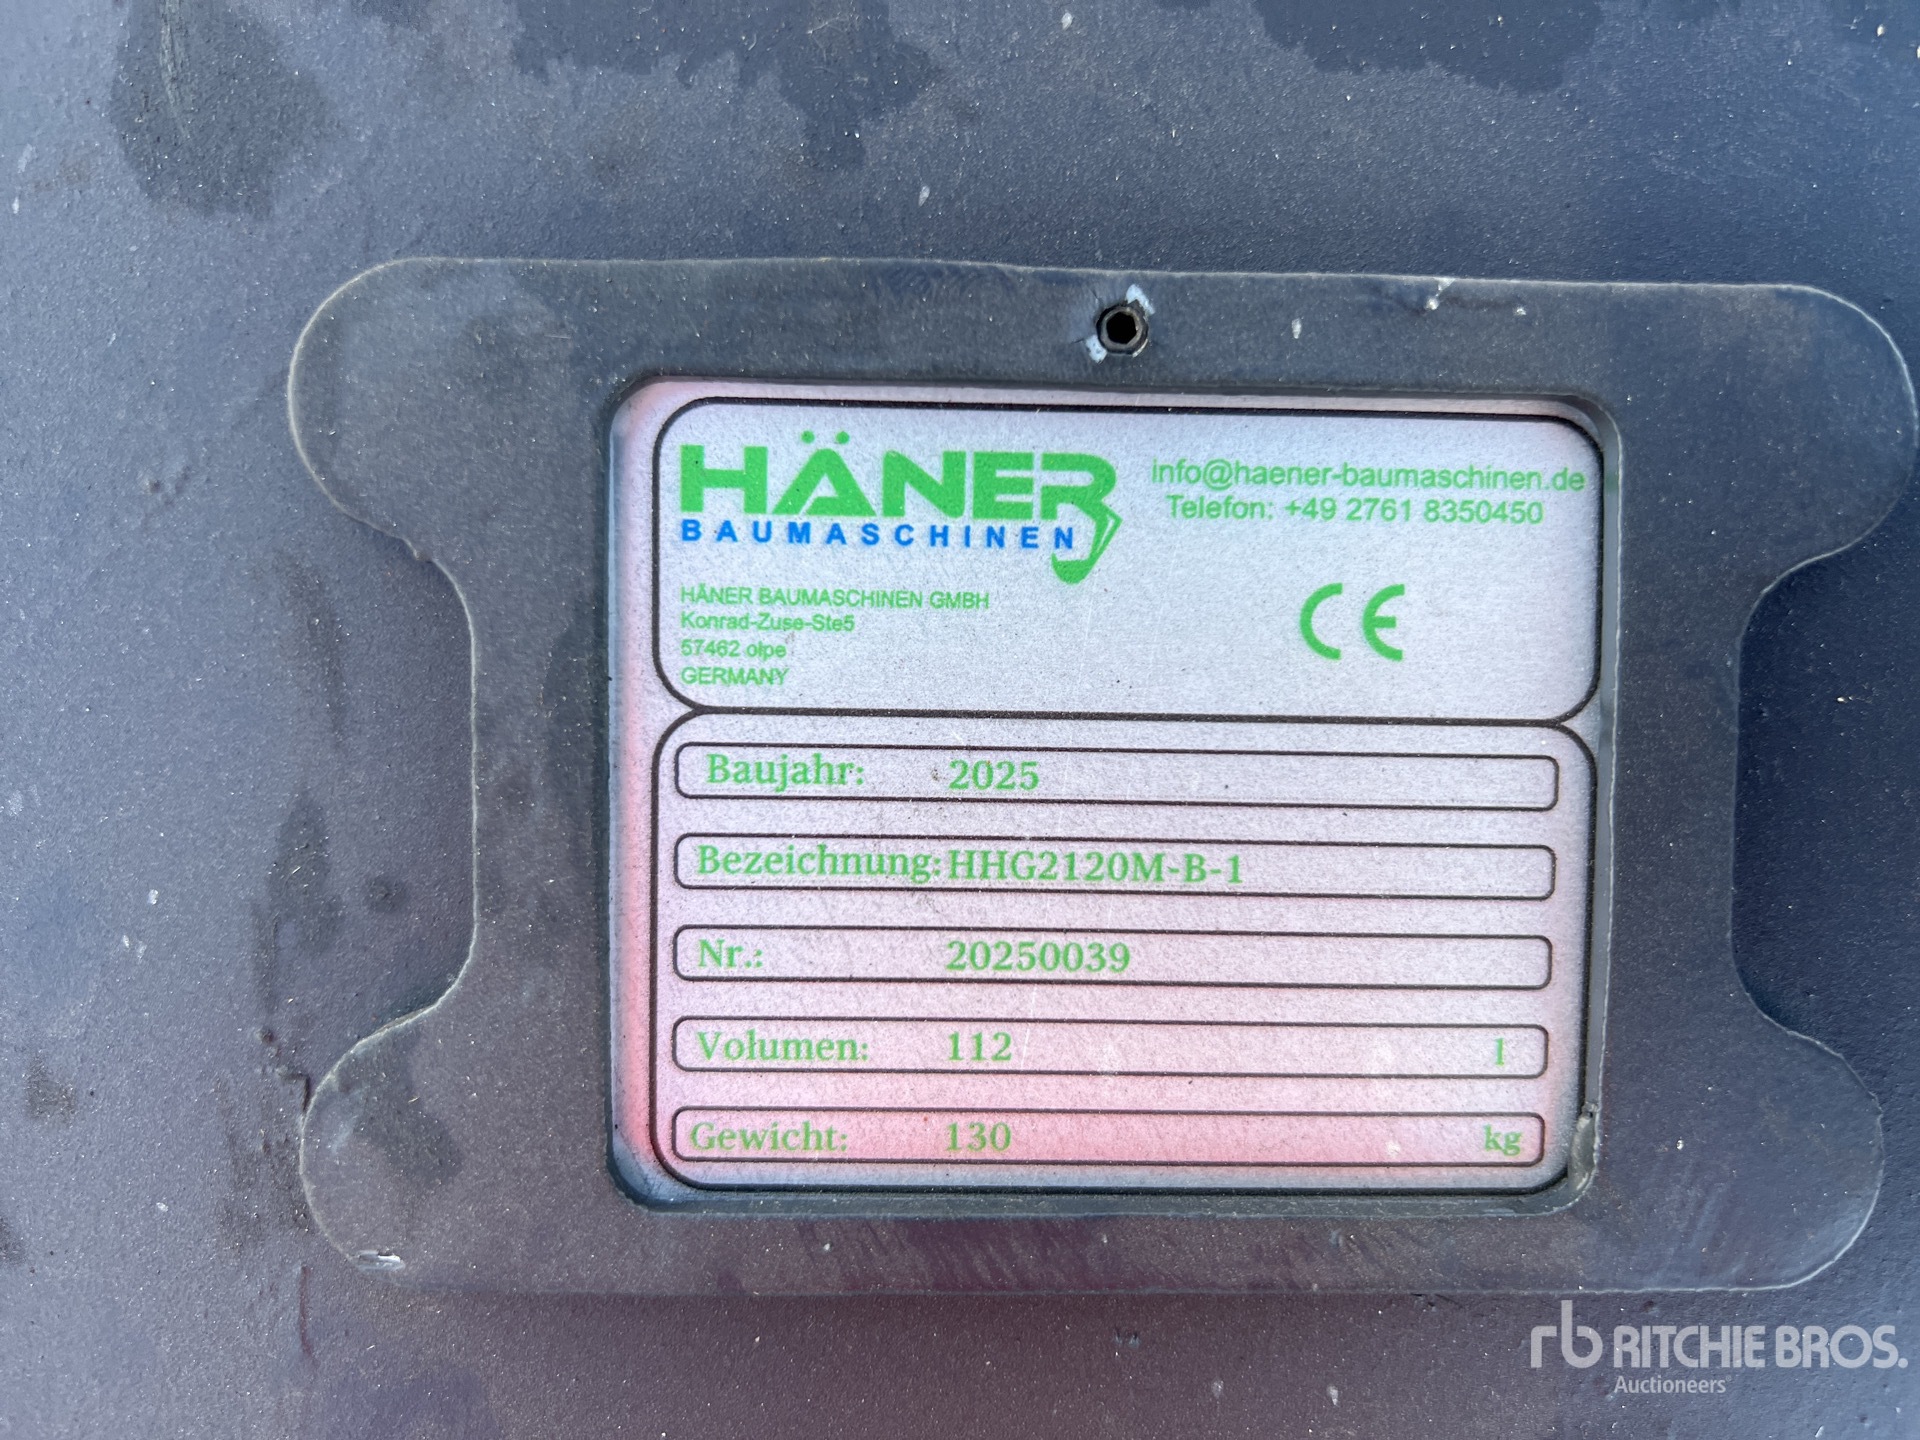 HÄNER
BAUMASCHINEN
info@haener-baumaschinen.de
Telefon: +49 2761 8350450
HÄNER BAUMASCHINEN GMBH
Konrad-Zuse-Ste5
57462 olpe
GERMANY
CE
Baujahr: 2025
Bezeichnung: HHG2120M-B-1
Nr.: 20250039
Volumen: 112 l
Gewicht: 130 kg
rb RITCHIE BROS.
Auctioneers